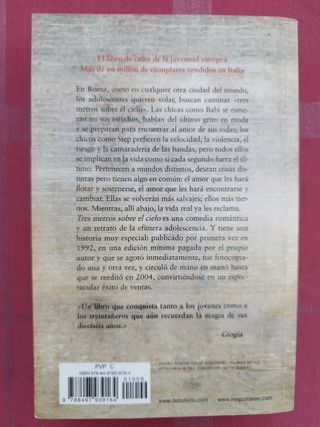 El libro de culto de la juventud europea
Más de un millón de ejemplares vendidos en Italia
En Roma, como en cualquier otra ciudad del mundo,
los adolescentes quieren volar, buscan caminar «tres
metros sobre el cielo». Las chicas como Babi se esme-
ran en sus estudios, hablan del último grito en moda
y se preparan para encontrar al amor de sus vidas; los
chicos como Step prefieren la velocidad, la violencia, el
riesgo y la camaradería de las bandas, pero todos ellos
se implican en la vida como si cada segundo fuera el úl-
timo. Pertenecen a mundos distintos, desean cosas dis-
tintas pero tienen algo en común: el amor que les hará
flotar y sostenerse, el amor que les hará encontrarse y
cambiar. Ellas se volverán más salvajes; ellos más tier-
nos. Mientras, allí abajo, la vida real ya les reclama.
Tres metros sobre el cielo es una comedia romántica
y un retrato de la efímera adolescencia. Y tiene una
historia muy especial: publicado por primera vez en
1992, en una edición mínima pagada por el propio
autor y que se agotó inmediatamente, fue fotocopia-
do una y otra vez, y circuló de mano en mano hasta
que se reeditó en 2004, convirtiéndose en un espec-
tacular éxito de ventas.
«Un libro que conquista tanto a los jóvenes como a
los treintañeros que aún recuerdan la magia de sus
dieciséis años.»
Gioia
PVP C
9 788497 939164
www.debolsillo.com
www.megustaleer.com